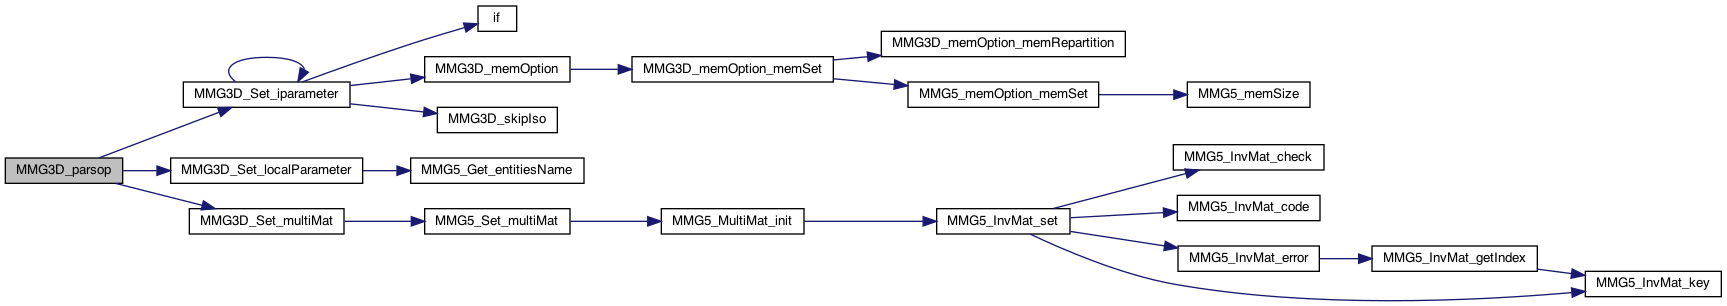 if
MMG3D_memOption_memRepartition
MMG3D_memOption
MMG3D_memOption_memSet
MMG3D_Set_iparameter
MMG5_memOption_memSet
MMG5_memSize
MMG3D_skipIso
MMG5_InvMat_check
MMG3D_parsop
MMG3D_Set_localParameter
MMG5_Get_entitiesName
MMG5_InvMat_code
MMG3D_Set_multiMat
MMG5_Set_multiMat
MMG5_MultiMat_init
MMG5_InvMat_set
MMG5_InvMat_error
MMG5_InvMat_getIndex
MMG5_InvMat_key